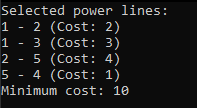 Selected power lines:
1 - 2 (Cost: 2)
1 - 3 (Cost: 3)
2 - 5 (Cost: 4)
5 - 4 (Cost: 1)
Minimum cost: 10